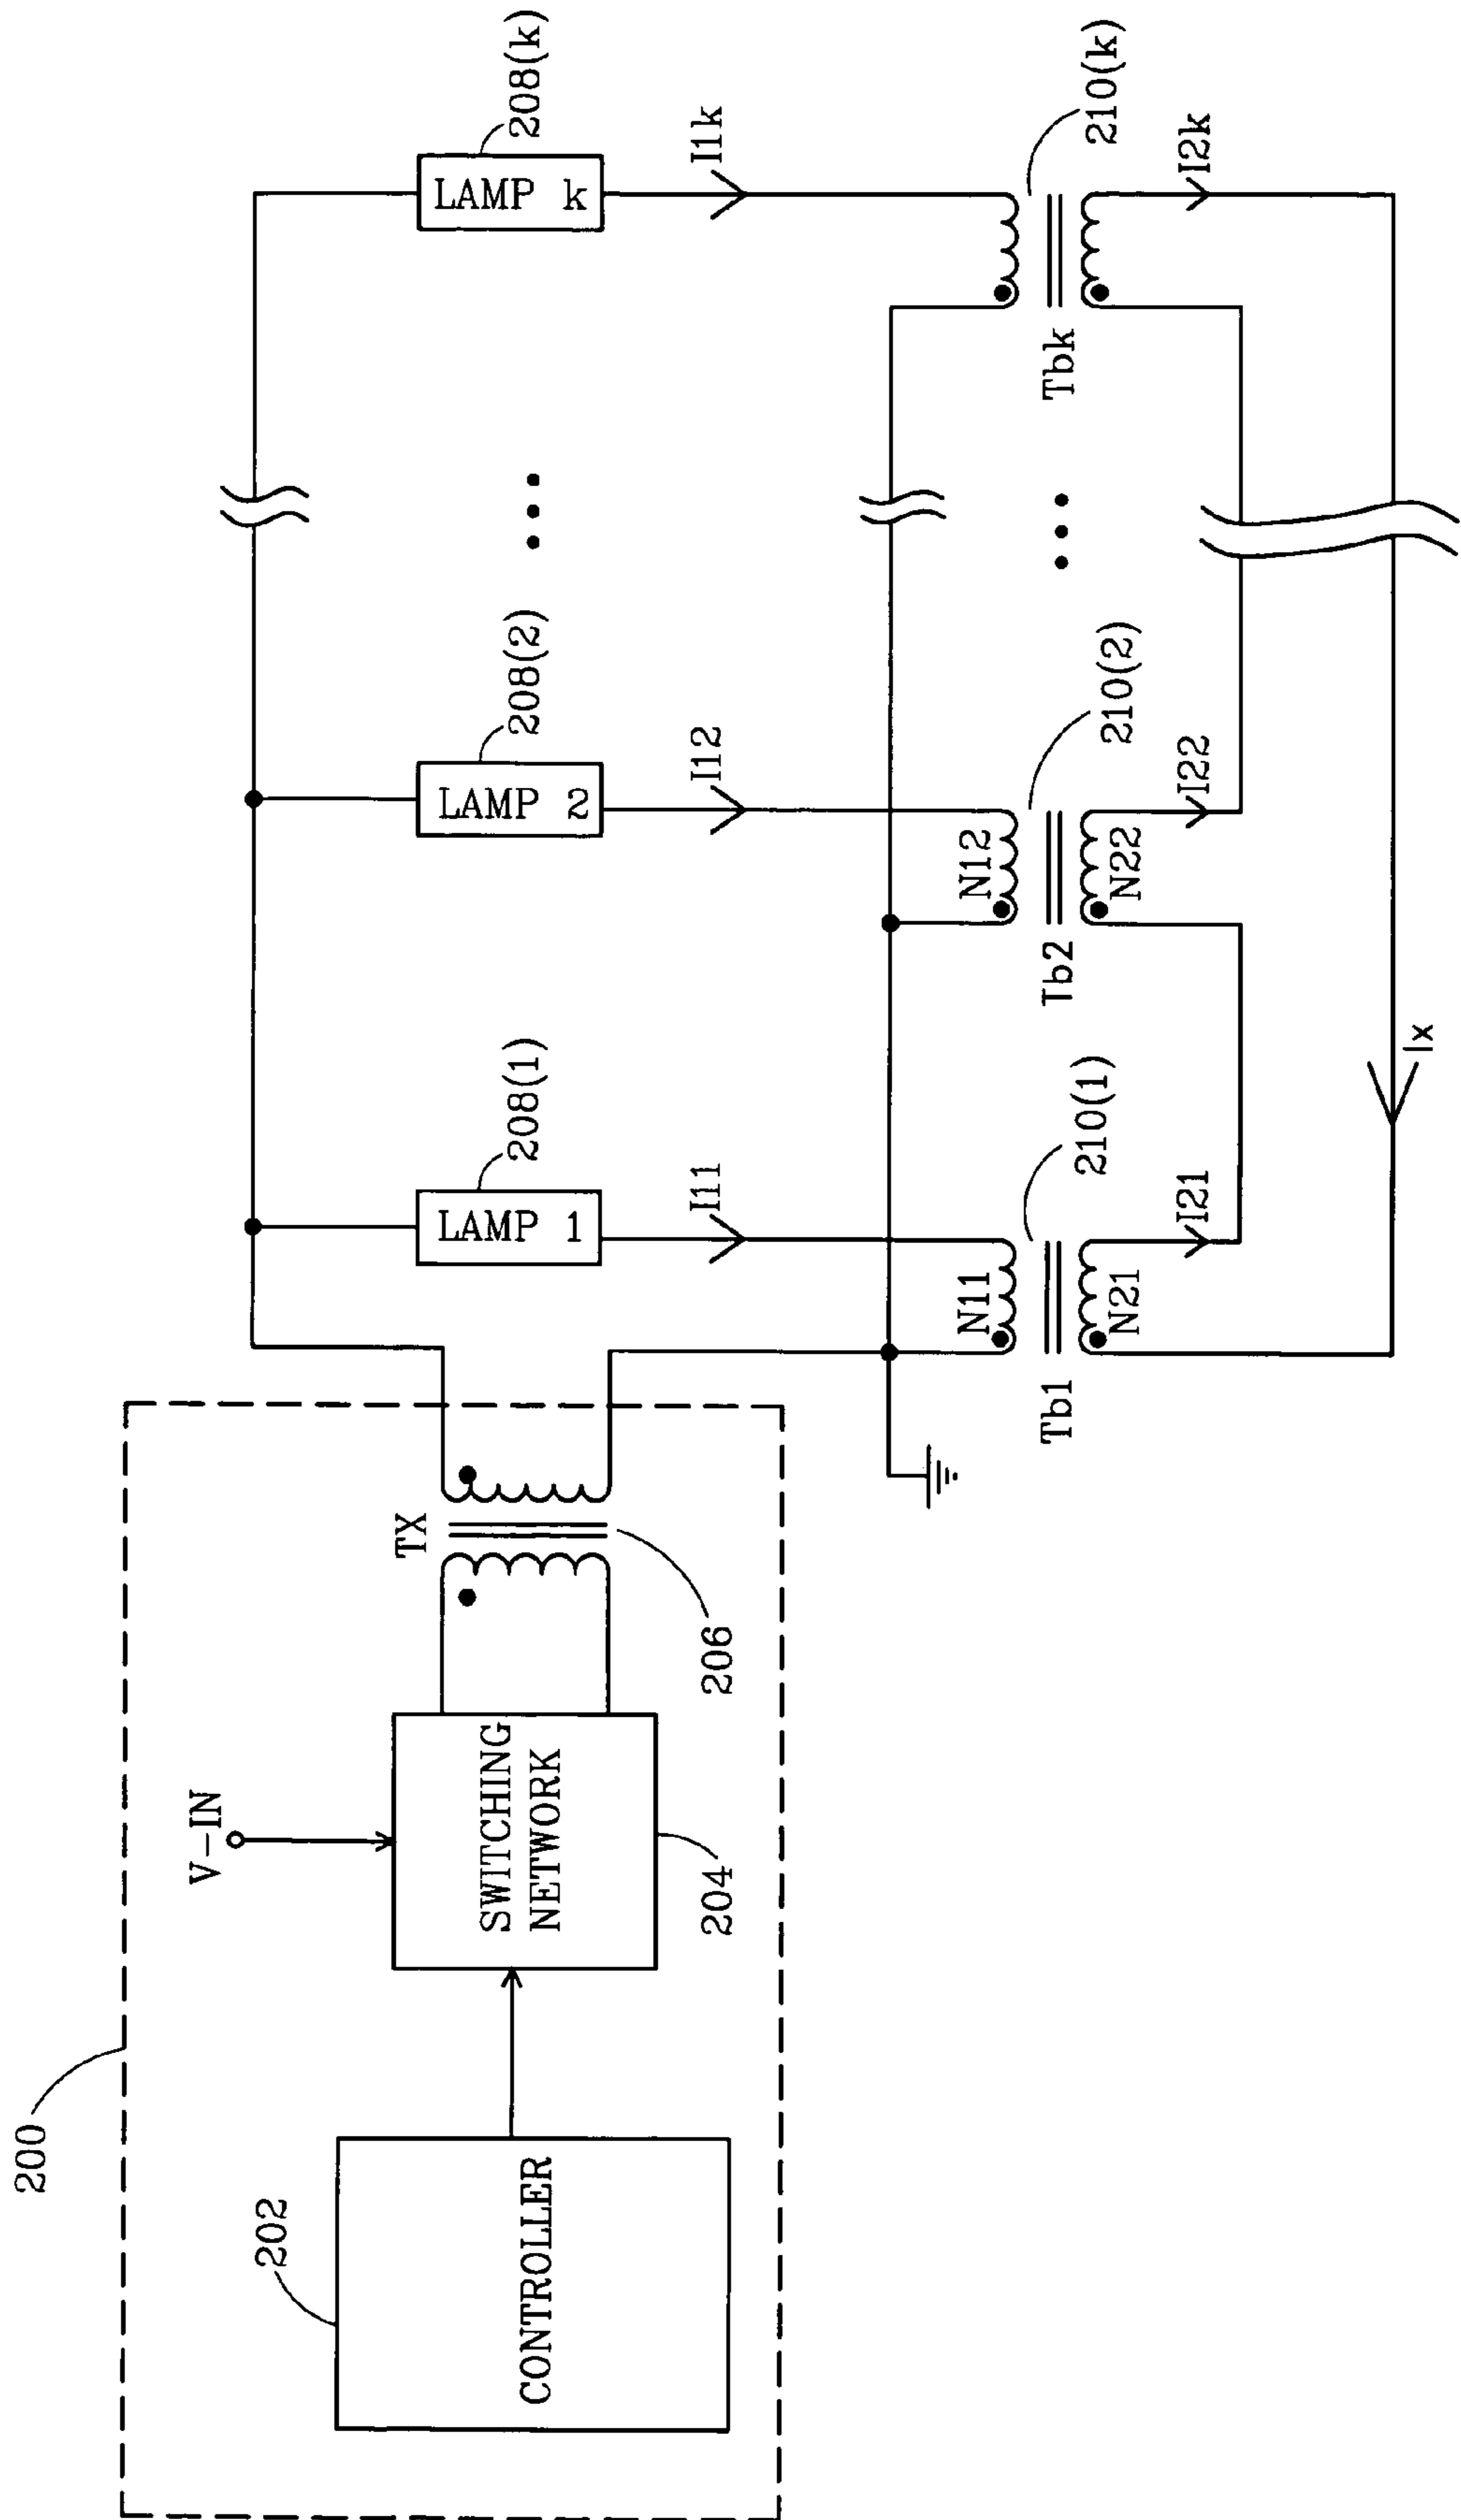 200
202
CONTROLLER
V-IN
SWITCHING
NETWORK
204
TX
206
LAMP 1
208(1)
LAMP 2
208(2)
LAMP k
208(k)
I11
I12
I1k
Tb1
N11
N21
210(1)
I21
Tb2
N12
N22
210(2)
I22
Tbk
210(k)
I2k
Ix